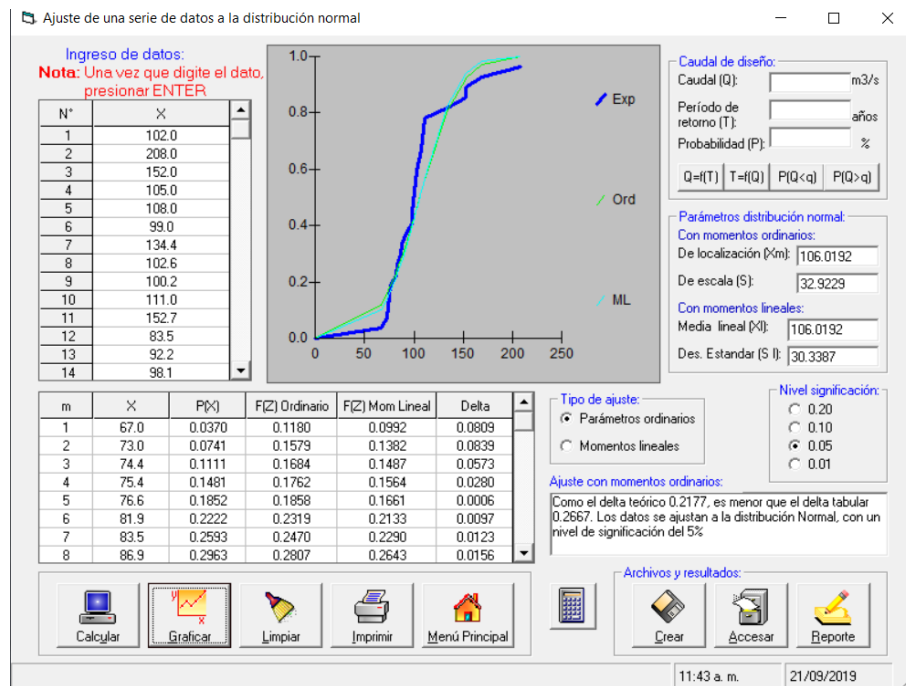 Ajuste de una serie de datos a la distribución normal
Ingreso de datos:
Nota: Una vez que digite el dato,
presionar ENTER
N° X
1 102.0
2 208.0
3 152.0
4 105.0
5 108.0
6 99.0
7 134.4
8 102.6
9 100.2
10 111.0
11 152.7
12 83.5
13 92.2
14 98.1
1.0
0.8
0.6
0.4
0.2
0.0
0 50 100 150 200 250
Exp
Ord
ML
Caudal de diseño:
Caudal (Q): m3/s
Período de
retorno (T): años
Probabilidad (P): %
Q=f(T) T=f(Q) P(Q<q) P(Q>q)
Parámetros distribución normal:
Con momentos ordinarios:
De localización (Xm): 106.0192
De escala (S): 32.9229
Con momentos lineales:
Media lineal (Xl): 106.0192
Des. Estandar (S l): 30.3387
m X P(X) F(Z) Ordinario F(Z) Mom Lineal Delta
1 67.0 0.0370 0.1180 0.0992 0.0809
2 73.0 0.0741 0.1579 0.1382 0.0839
3 74.4 0.1111 0.1684 0.1487 0.0573
4 75.4 0.1481 0.1762 0.1564 0.0280
5 76.6 0.1852 0.1858 0.1661 0.0006
6 81.9 0.2222 0.2319 0.2133 0.0097
7 83.5 0.2593 0.2470 0.2290 0.0123
8 86.9 0.2963 0.2807 0.2643 0.0156
Tipo de ajuste:
Parámetros ordinarios
Momentos lineales
Nivel significación:
0.20
0.10
0.05
0.01
Ajuste con momentos ordinarios:
Como el delta teórico 0.2177, es menor que el delta tabular
0.2667. Los datos se ajustan a la distribución Normal, con un
nivel de significación del 5%
Calcular
y
x
Graficar
Limpiar
Imprimir
Menú Principal
Archivos y resultados:
Crear
Accesar
Reporte
11:43 a. m. 21/09/2019